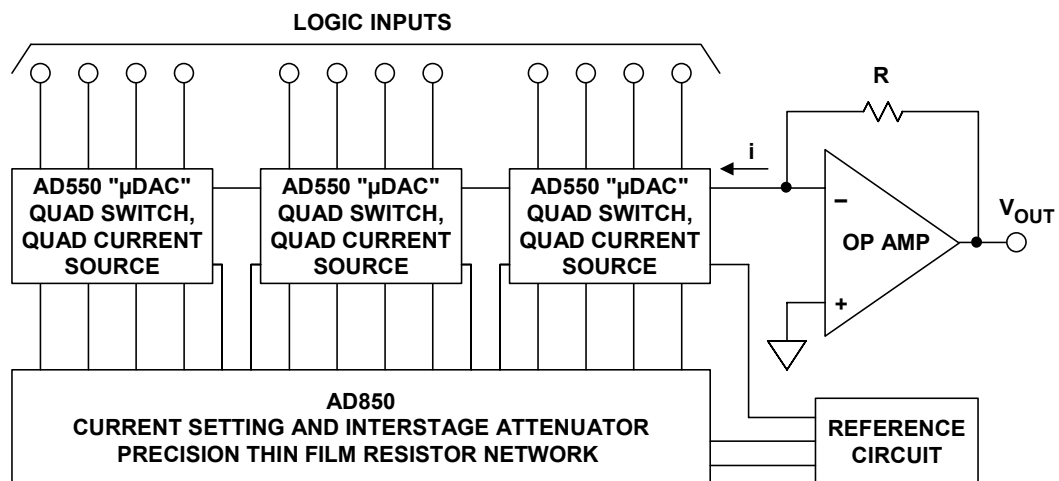 LOGIC INPUTS
R
i
AD550 "μDAC"
QUAD SWITCH,
QUAD CURRENT
SOURCE
AD550 "μDAC"
QUAD SWITCH,
QUAD CURRENT
SOURCE
AD550 "μDAC"
QUAD SWITCH,
QUAD CURRENT
SOURCE
–
OP AMP
+
VOUT
AD850
CURRENT SETTING AND INTERSTAGE ATTENUATOR
PRECISION THIN FILM RESISTOR NETWORK
REFERENCE
CIRCUIT